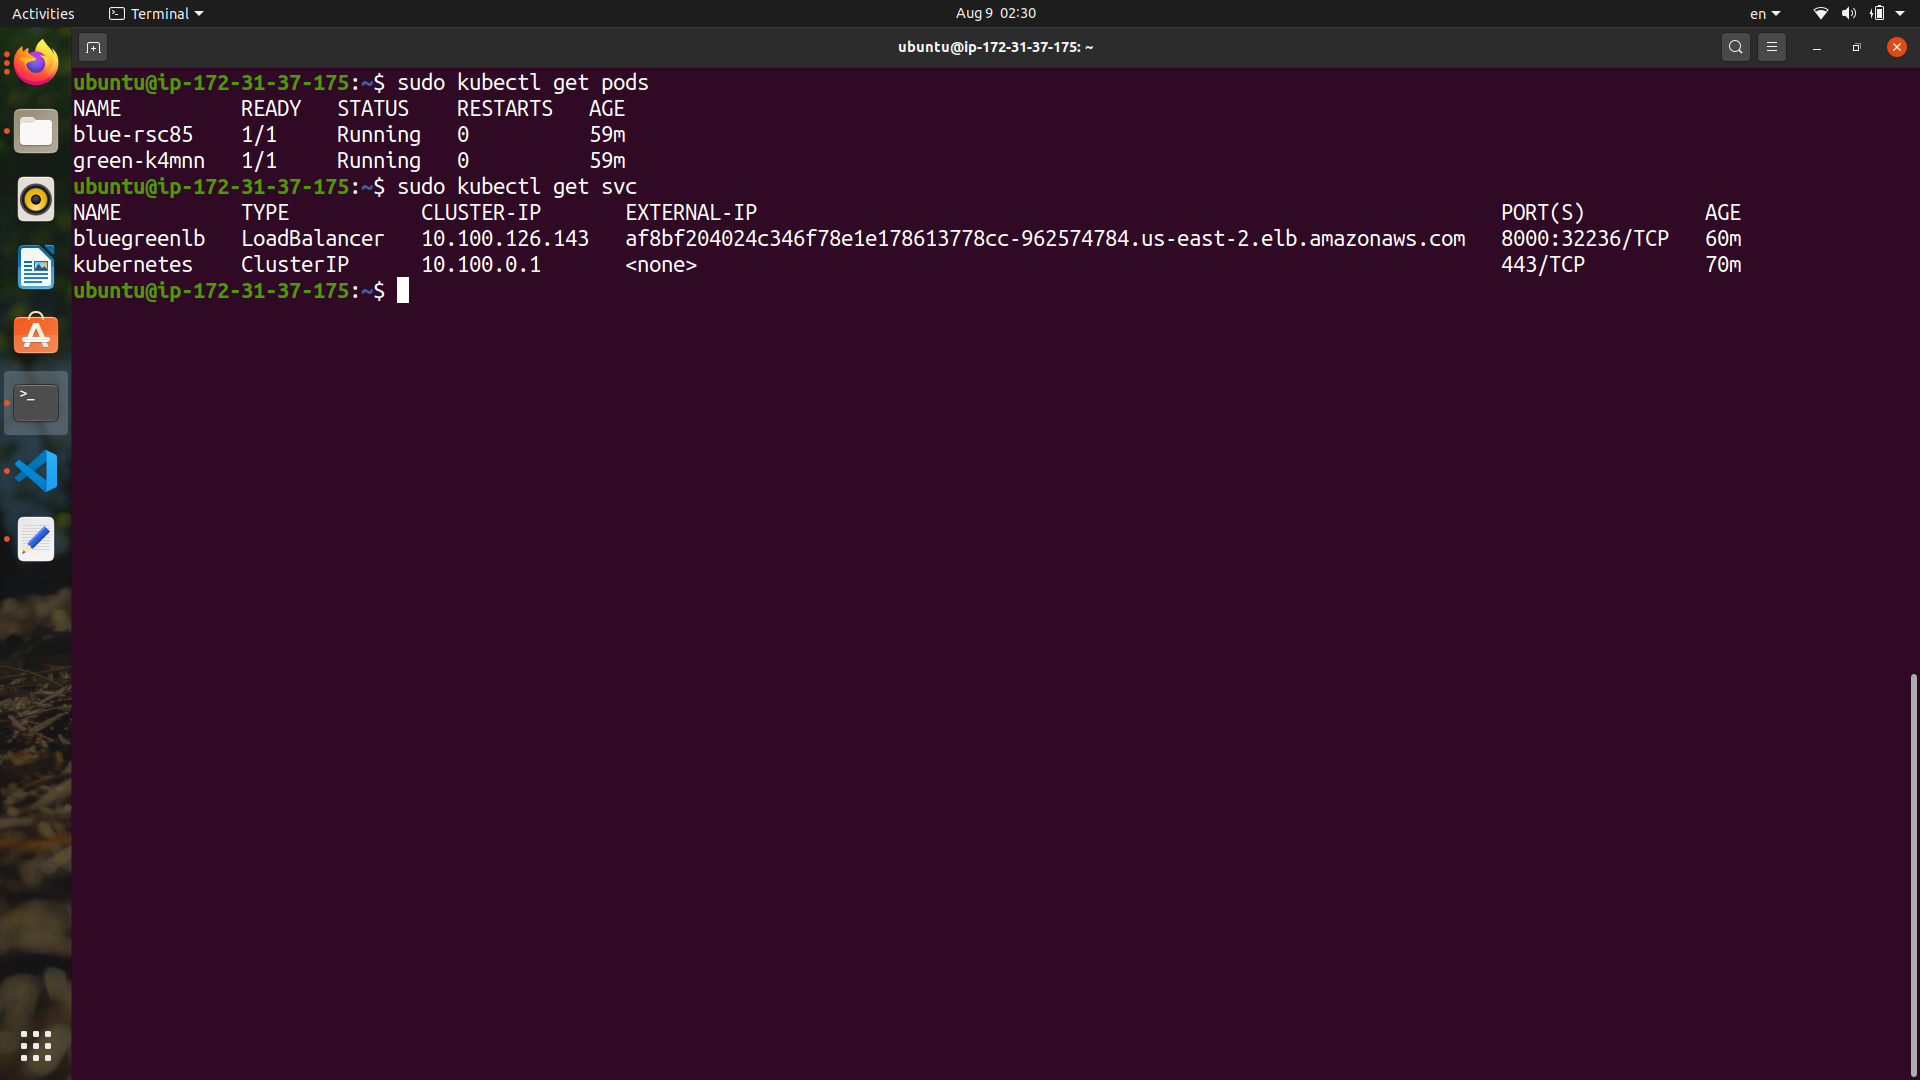 Activities Terminal Aug 9 02:30 en
ubuntu@ip-172-31-37-175: ~
ubuntu@ip-172-31-37-175:~$ sudo kubectl get pods
NAME READY STATUS RESTARTS AGE
blue-rsc85 1/1 Running 0 59m
green-k4mnn 1/1 Running 0 59m
ubuntu@ip-172-31-37-175:~$ sudo kubectl get svc
NAME TYPE CLUSTER-IP EXTERNAL-IP PORT(S) AGE
bluegreenlb LoadBalancer 10.100.126.143 af8bf204024c346f78e1e178613778cc-962574784.us-east-2.elb.amazonaws.com 8000:32236/TCP 60m
kubernetes ClusterIP 10.100.0.1 <none> 443/TCP 70m
ubuntu@ip-172-31-37-175:~$